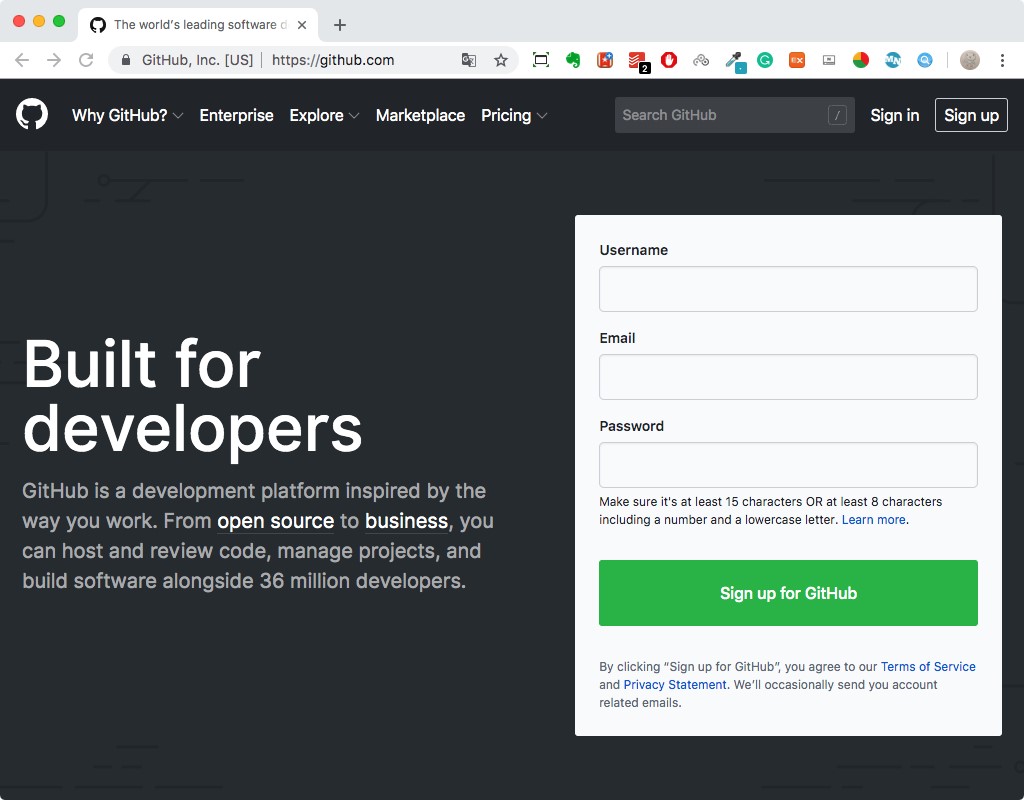 The world's leading software d
GitHub, Inc. [US] | https://github.com
2
EX
MN
Why GitHub? Enterprise Explore Marketplace Pricing Search GitHub / Sign in Sign up
Built for
developers
GitHub is a development platform inspired by the
way you work. From open source to business, you
can host and review code, manage projects, and
build software alongside 36 million developers.
Username
Email
Password
Make sure it's at least 15 characters OR at least 8 characters
including a number and a lowercase letter. Learn more.
Sign up for GitHub
By clicking “Sign up for GitHub”, you agree to our Terms of Service
and Privacy Statement. We’ll occasionally send you account
related emails.